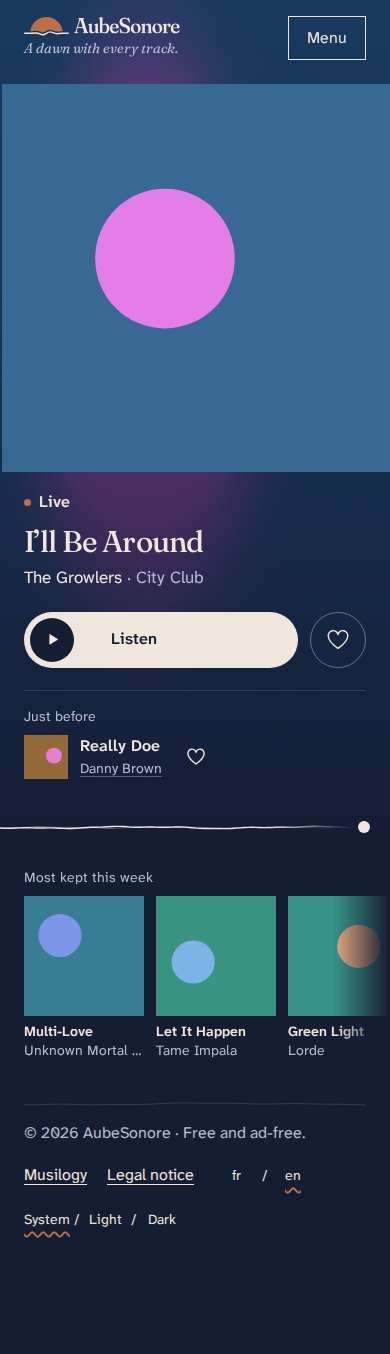 AubeSonore
A dawn with every track.
Menu
Live
I'll Be Around
The Growlers · City Club
Listen
Just before
Really Doe
Danny Brown
Most kept this week
Multi-Love
Unknown Mortal ...
Let It Happen
Tame Impala
Green Light
Lorde
© 2026 AubeSonore · Free and ad-free.
Musilogy Legal notice fr / en
System / Light / Dark